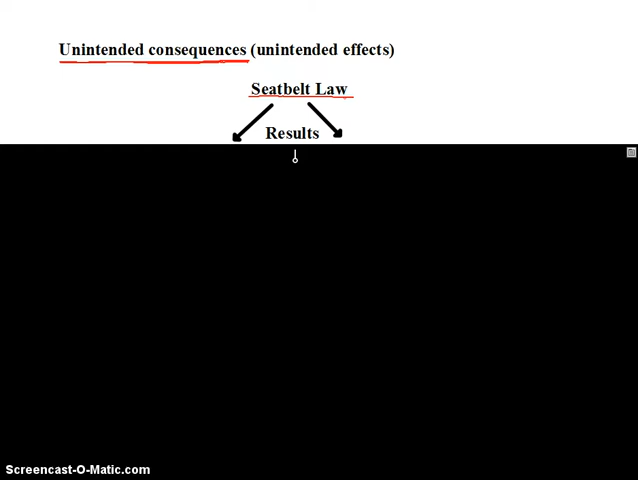 Unintended consequences (unintended effects)
Seatbelt Law
Results
Screencast-O-Matic.com